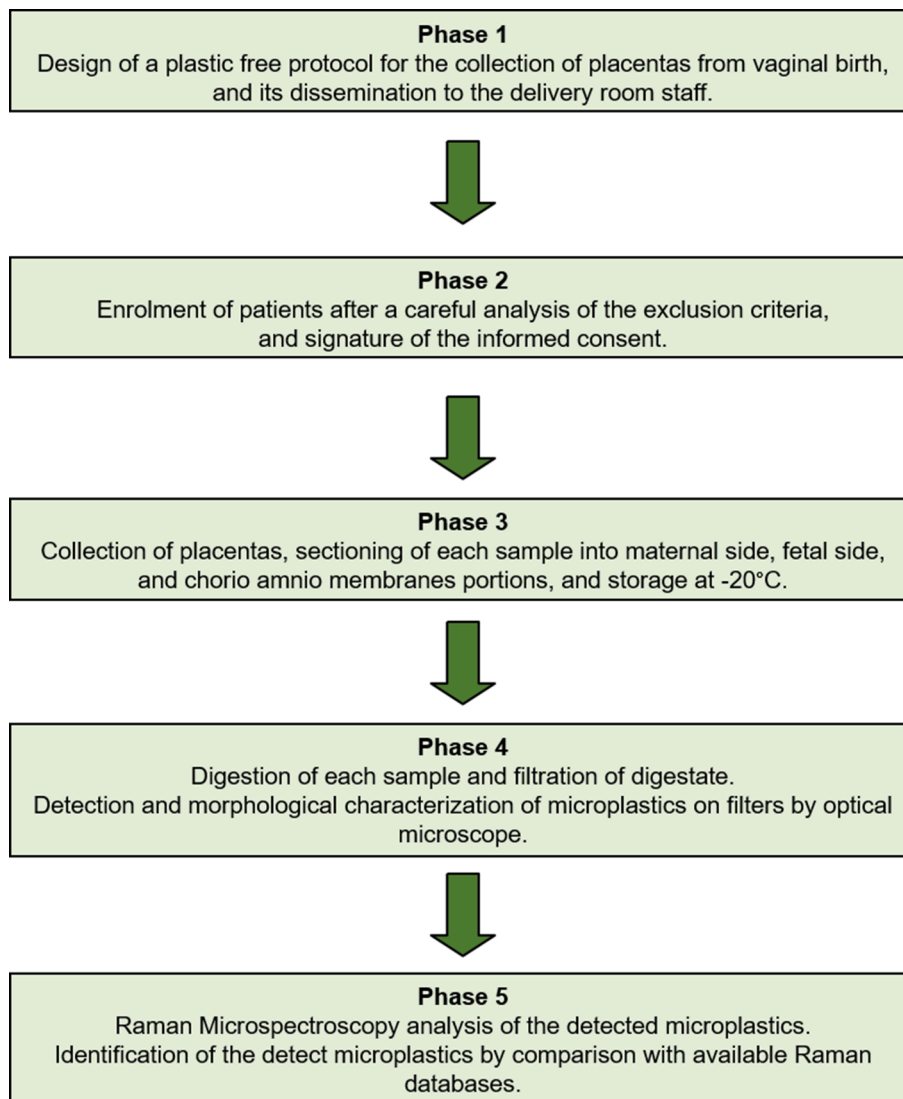 Phase 1
Design of a plastic free protocol for the collection of placentas from vaginal birth,
and its dissemination to the delivery room staff.
Phase 2
Enrolment of patients after a careful analysis of the exclusion criteria,
and signature of the informed consent.
Phase 3
Collection of placentas, sectioning of each sample into maternal side, fetal side,
and chorio amnio membranes portions, and storage at -20°C.
Phase 4
Digestion of each sample and filtration of digestate.
Detection and morphological characterization of microplastics on filters by optical
microscope.
Phase 5
Raman Microspectroscopy analysis of the detected microplastics.
Identification of the detect microplastics by comparison with available Raman
databases.